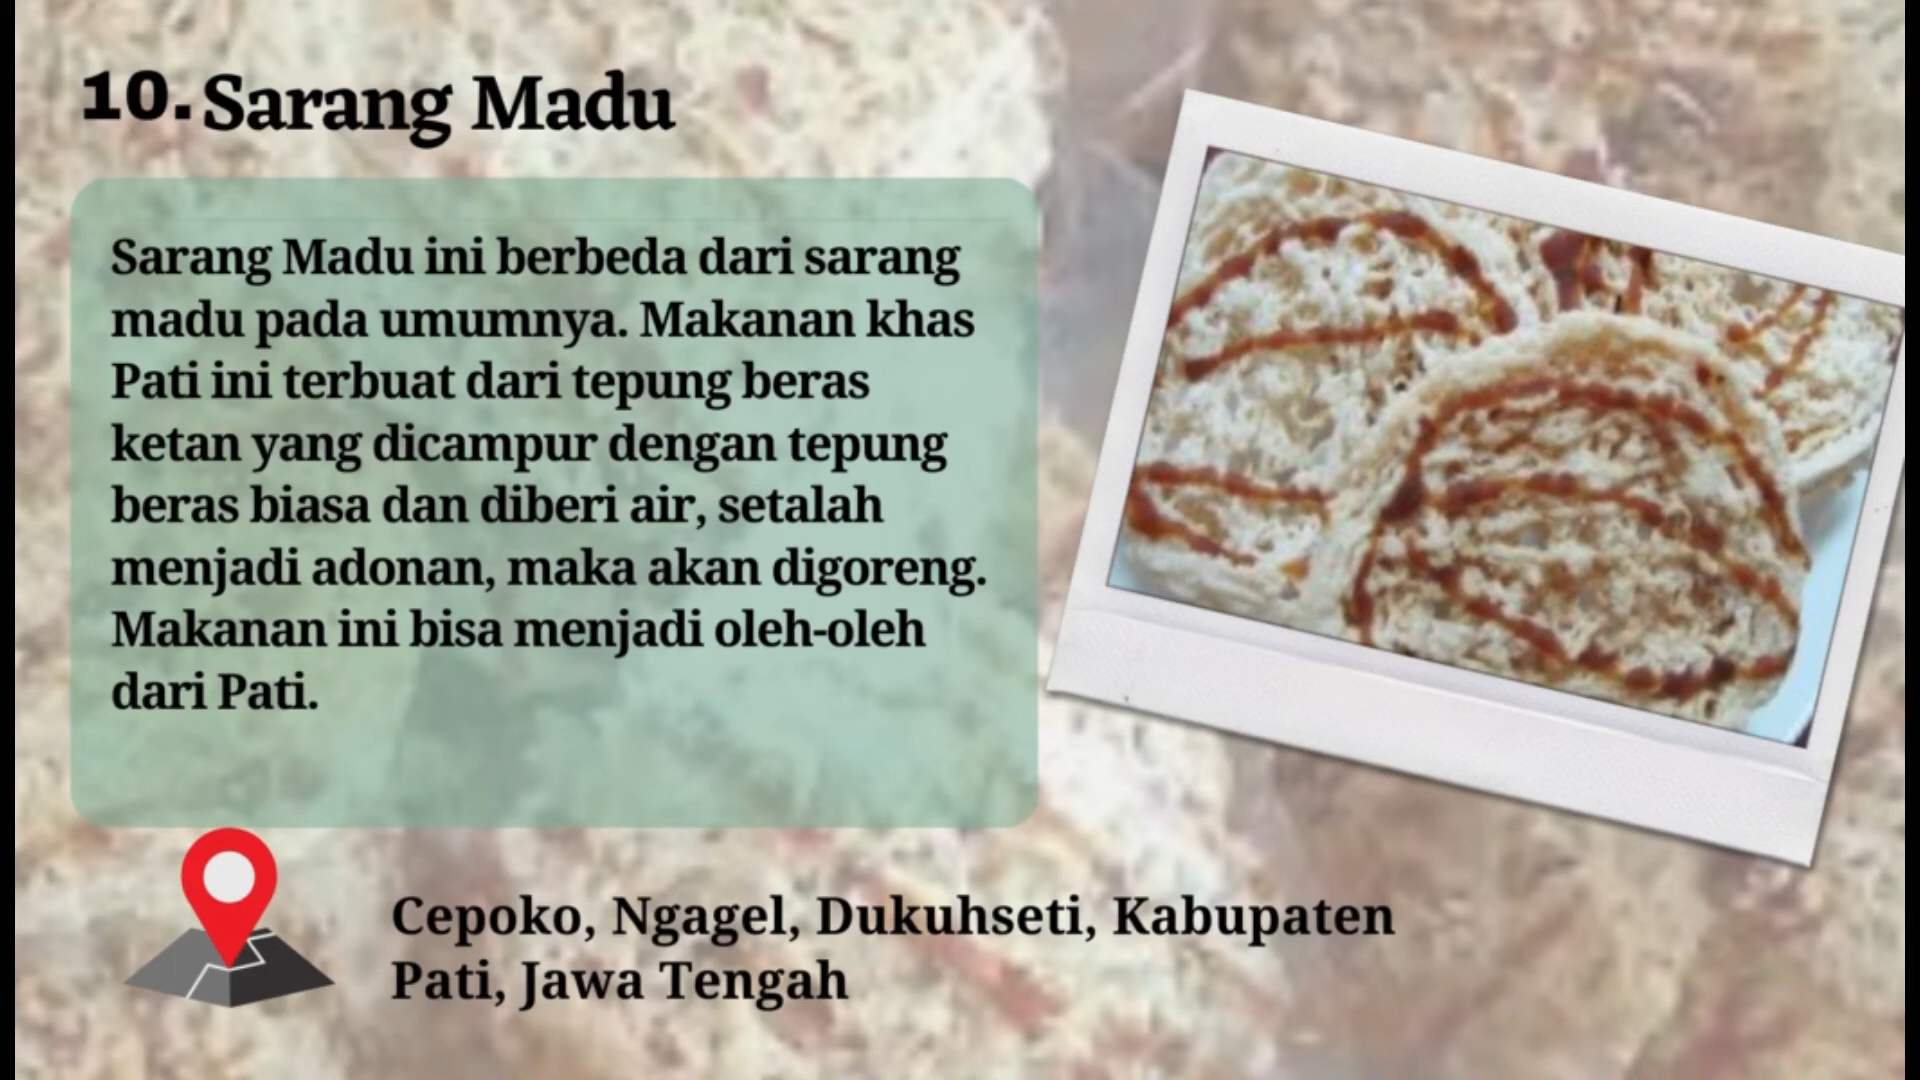 10. Sarang Madu
Sarang Madu ini berbeda dari sarang
madu pada umumnya. Makanan khas
Pati ini terbuat dari tepung beras
ketan yang dicampur dengan tepung
beras biasa dan diberi air, setalah
menjadi adonan, maka akan digoreng.
Makanan ini bisa menjadi oleh-oleh
dari Pati.
Cepoko, Ngagel, Dukuhseti, Kabupaten
Pati, Jawa Tengah